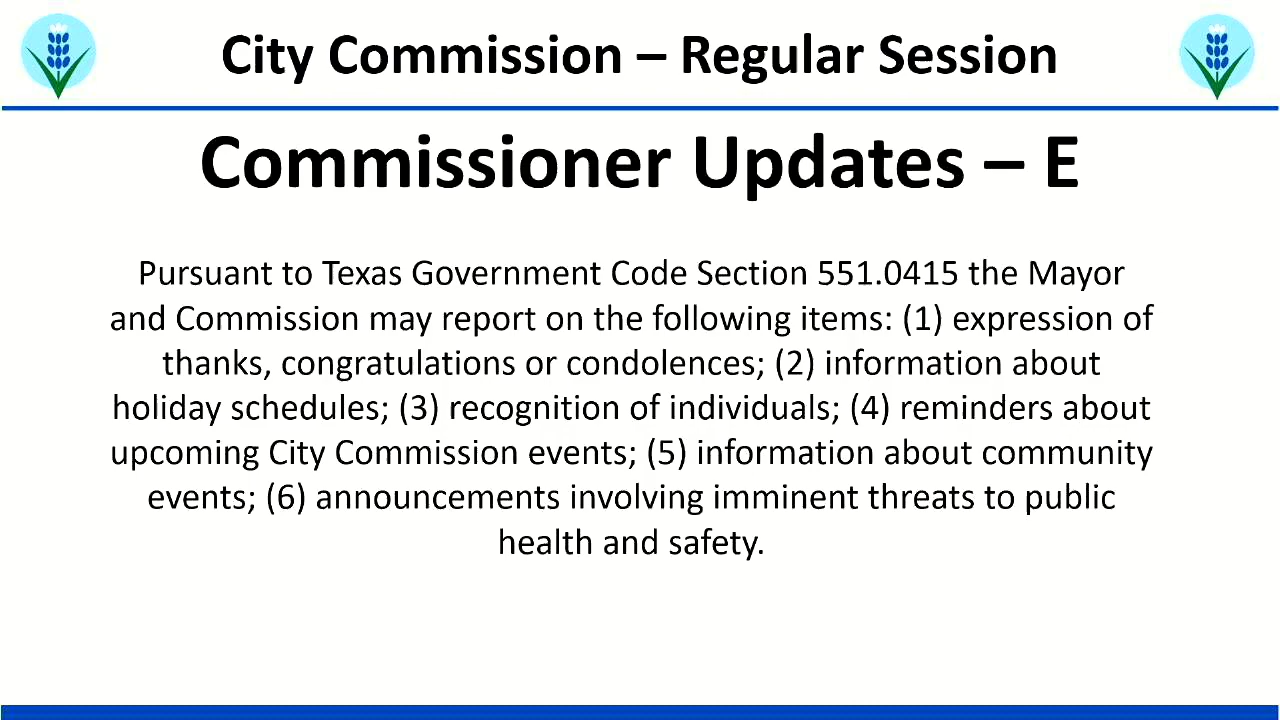 City Commission – Regular Session
Commissioner Updates – E
Pursuant to Texas Government Code Section 551.0415 the Mayor
and Commission may report on the following items: (1) expression of
thanks, congratulations or condolences; (2) information about
holiday schedules; (3) recognition of individuals; (4) reminders about
upcoming City Commission events; (5) information about community
events; (6) announcements involving imminent threats to public
health and safety.